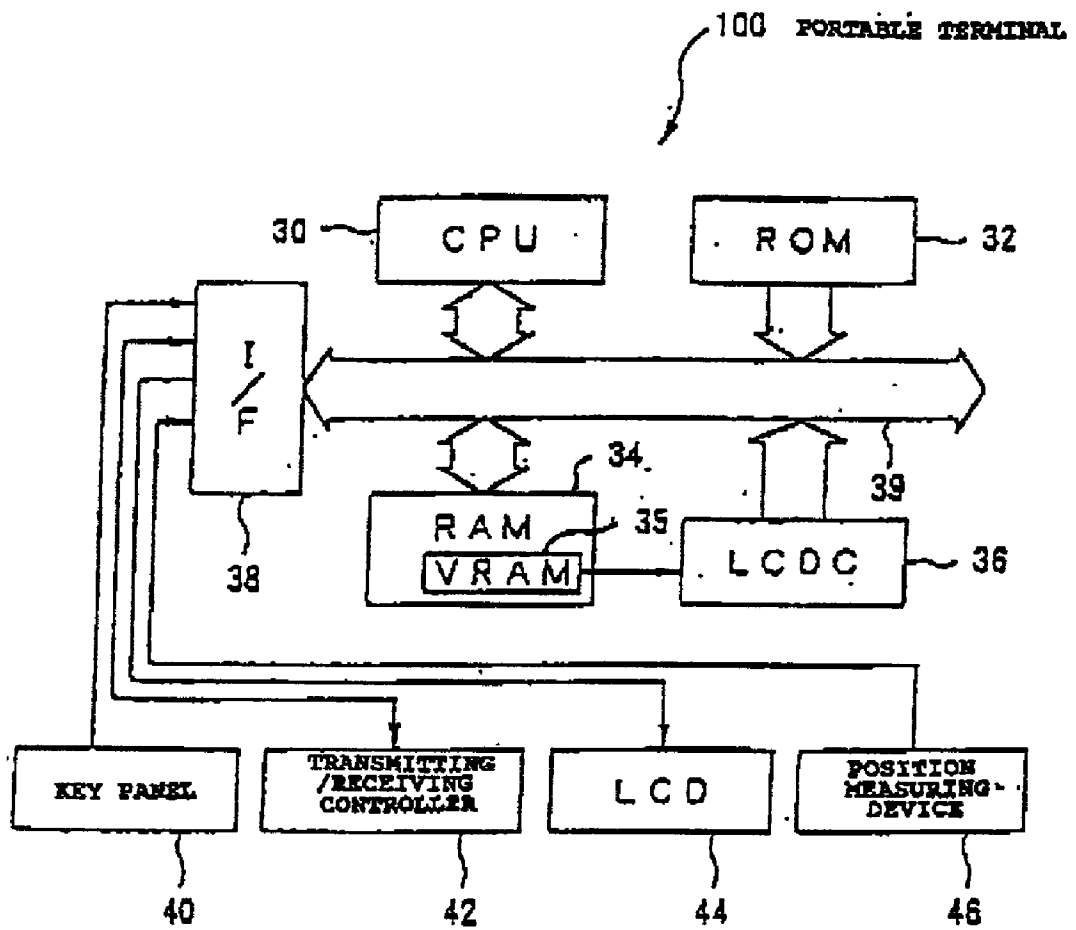 100 PORTABLE TERMINAL
30
CPU
ROM
32
I
/
F
38
34
RAM
35
VRAM
39
LCDC
36
KEY PANEL
TRANSMITTING
/RECEIVING
CONTROLLER
LCD
POSITION
MEASURING-
DEVICE
40
42
44
46